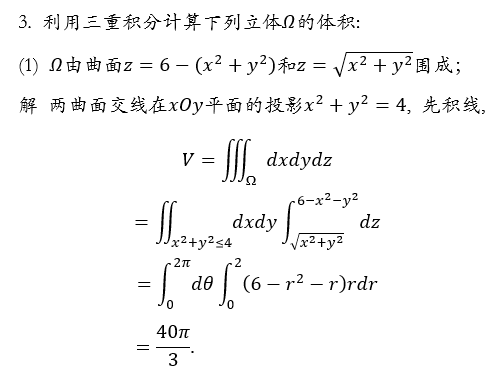 3. 利用三重积分计算下列立体Ω的体积:
(1) Ω由曲面z = 6 − (x² + y²)和z = √(x² + y²)围成;
解 两曲面交线在xOy平面的投影x² + y² = 4, 先积线,
V = ∭_Ω dxdydz
= ∬_{x²+y²≤4} dxdy ∫_{√(x²+y²)}^{6−x²−y²} dz
= ∫_0^{2π} dθ ∫_0^2 (6 − r² − r)rdr
= 40π/3.